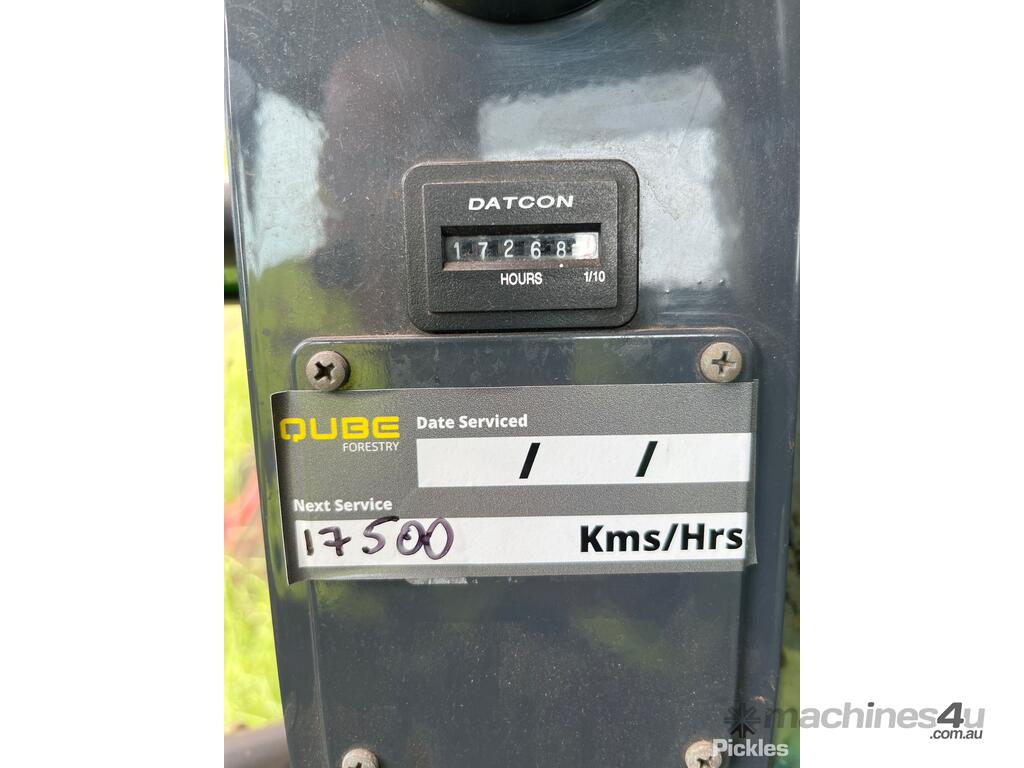 DATCON
17268
HOURS 1/10
QUBE
FORESTRY
Date Serviced
/ /
Next Service
17500 Kms/Hrs
machines4u
.com.au
Pickles